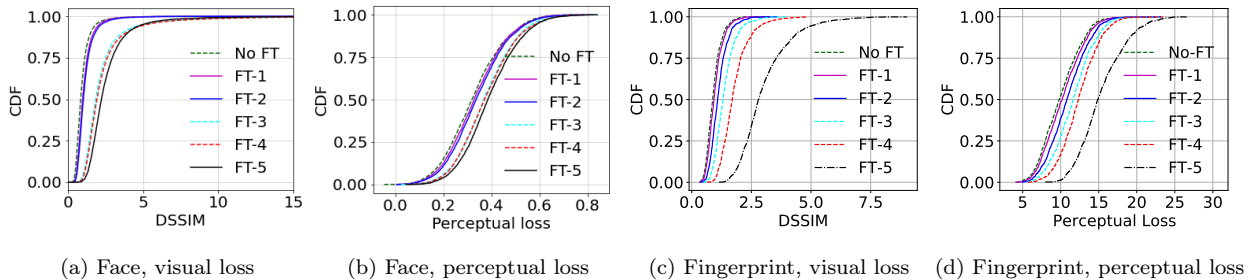 CDF
1.00
0.75
0.50
0.25
0.00
No FT
FT-1
FT-2
FT-3
FT-4
FT-5
0 5 10 15
DSSIM
(a) Face, visual loss
CDF
1.00
0.75
0.50
0.25
0.00
No FT
FT-1
FT-2
FT-3
FT-4
FT-5
0.0 0.2 0.4 0.6 0.8
Perceptual loss
(b) Face, perceptual loss
CDF
1.00
0.75
0.50
0.25
0.00
No FT
FT-1
FT-2
FT-3
FT-4
FT-5
0.0 2.5 5.0 7.5
DSSIM
(c) Fingerprint, visual loss
CDF
1.00
0.75
0.50
0.25
0.00
No-FT
FT-1
FT-2
FT-3
FT-4
FT-5
5 10 15 20 25 30
Perceptual Loss
(d) Fingerprint, perceptual loss